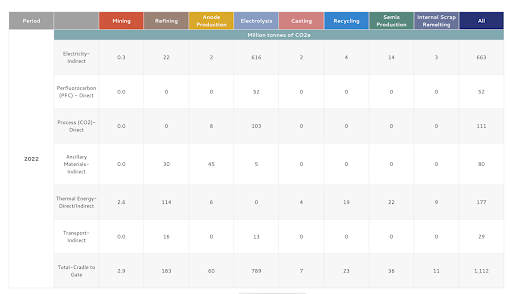 Period Mining Refining Anode Production Electrolysis Casting Recycling Semis Production Internal Scrap Remelting All
Million tonnes of CO2e
2022
Electricity- Indirect 0.3 22 2 616 2 4 14 3 663
Perfluorocarbon (PFC) - Direct 0.0 0 0 52 0 0 0 0 52
Process (CO2)- Direct 0.0 0 8 103 0 0 0 0 111
Ancillary Materials- Indirect 0.0 30 45 5 0 0 0 0 80
Thermal Energy- Direct/Indirect 2.6 114 6 0 4 19 22 9 177
Transport- Indirect 0.0 16 0 13 0 0 0 0 29
Total-Cradle to Gate 2.9 183 60 789 7 23 36 11 1,112